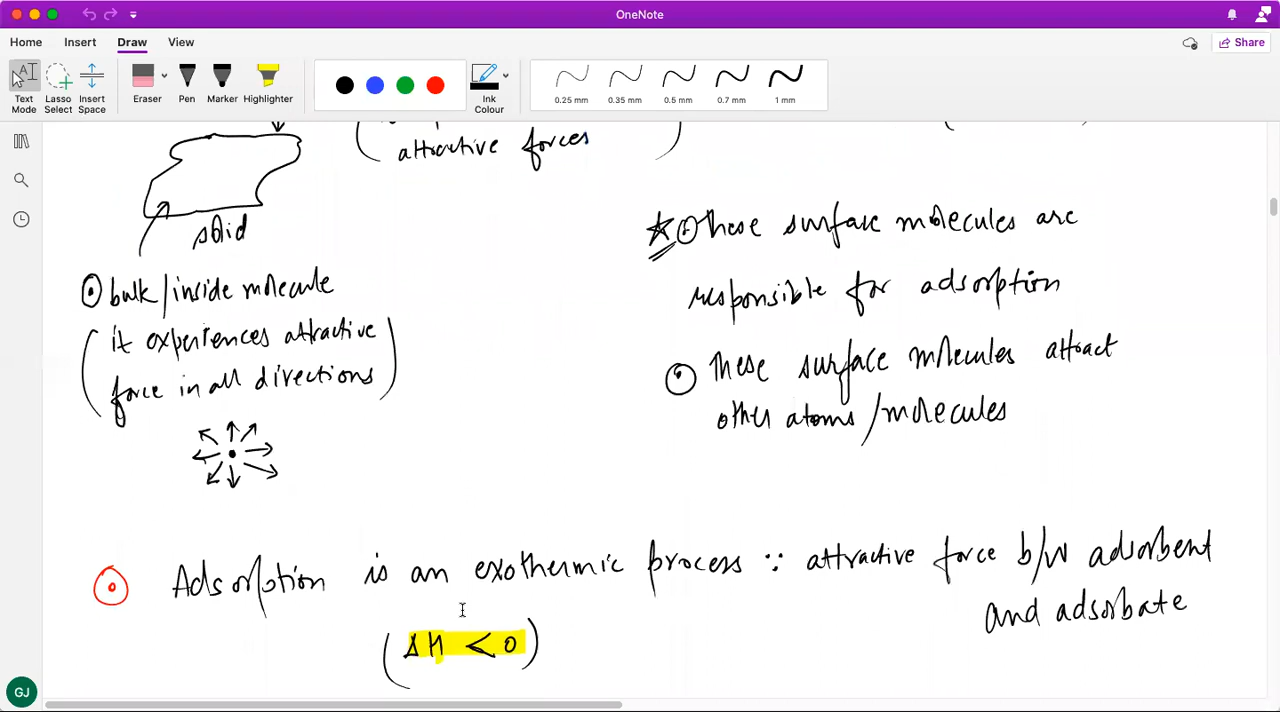 OneNote
Home Insert Draw View
Share
Text Mode
Lasso Select
Insert Space
Eraser
Pen
Marker
Highlighter
Ink Colour
0.25 mm
0.35 mm
0.5 mm
0.7 mm
1 mm
attractive forces
solid
bulk/inside molecule
(it experiences attractive
force in all directions)
These surface molecules are
responsible for adsorption
These surface molecules attract
other atoms/molecules
Adsorption is an exothermic process ∵ attractive force b/w adsorbent
and adsorbate
(ΔH < 0)
GJ